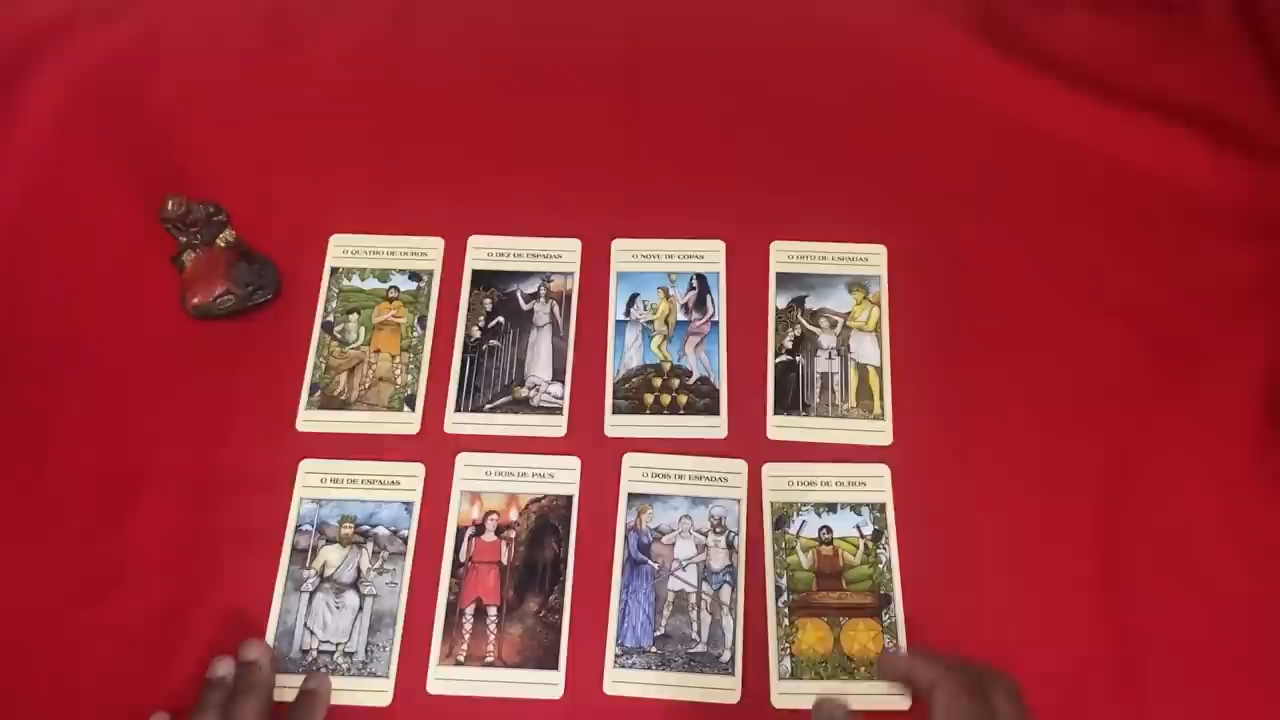 O QUATRO DE OUROS
O DEZ DE ESPADAS
O NOVE DE COPAS
O OITO DE ESPADAS
O REI DE ESPADAS
O DOIS DE PAUS
O DOIS DE ESPADAS
O DOIS DE OUROS